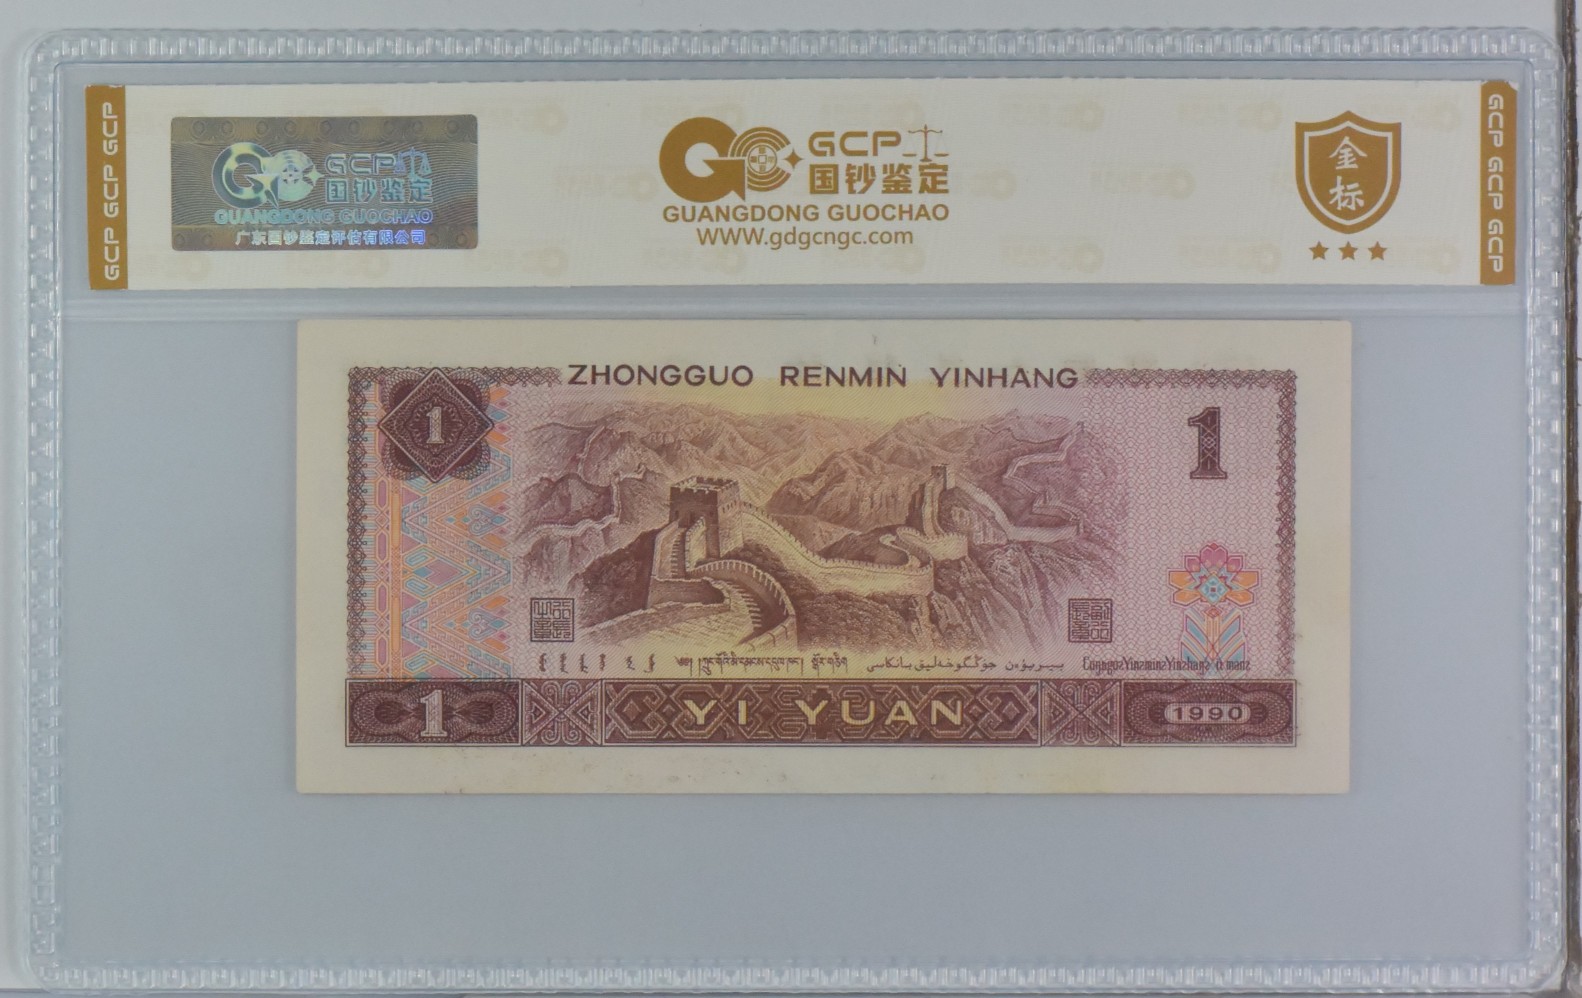 GCP GCP GCP
GCP
国钞鉴定
GUANGDONG GUOCHAO
广东国钞鉴定评估有限公司
GCP
国钞鉴定
GUANGDONG GUOCHAO
WWW.gdgcngc.com
金
标
GCP GCP GCP
ZHONGGUO RENMIN YINHANG
1
1
1
YI YUAN
1990